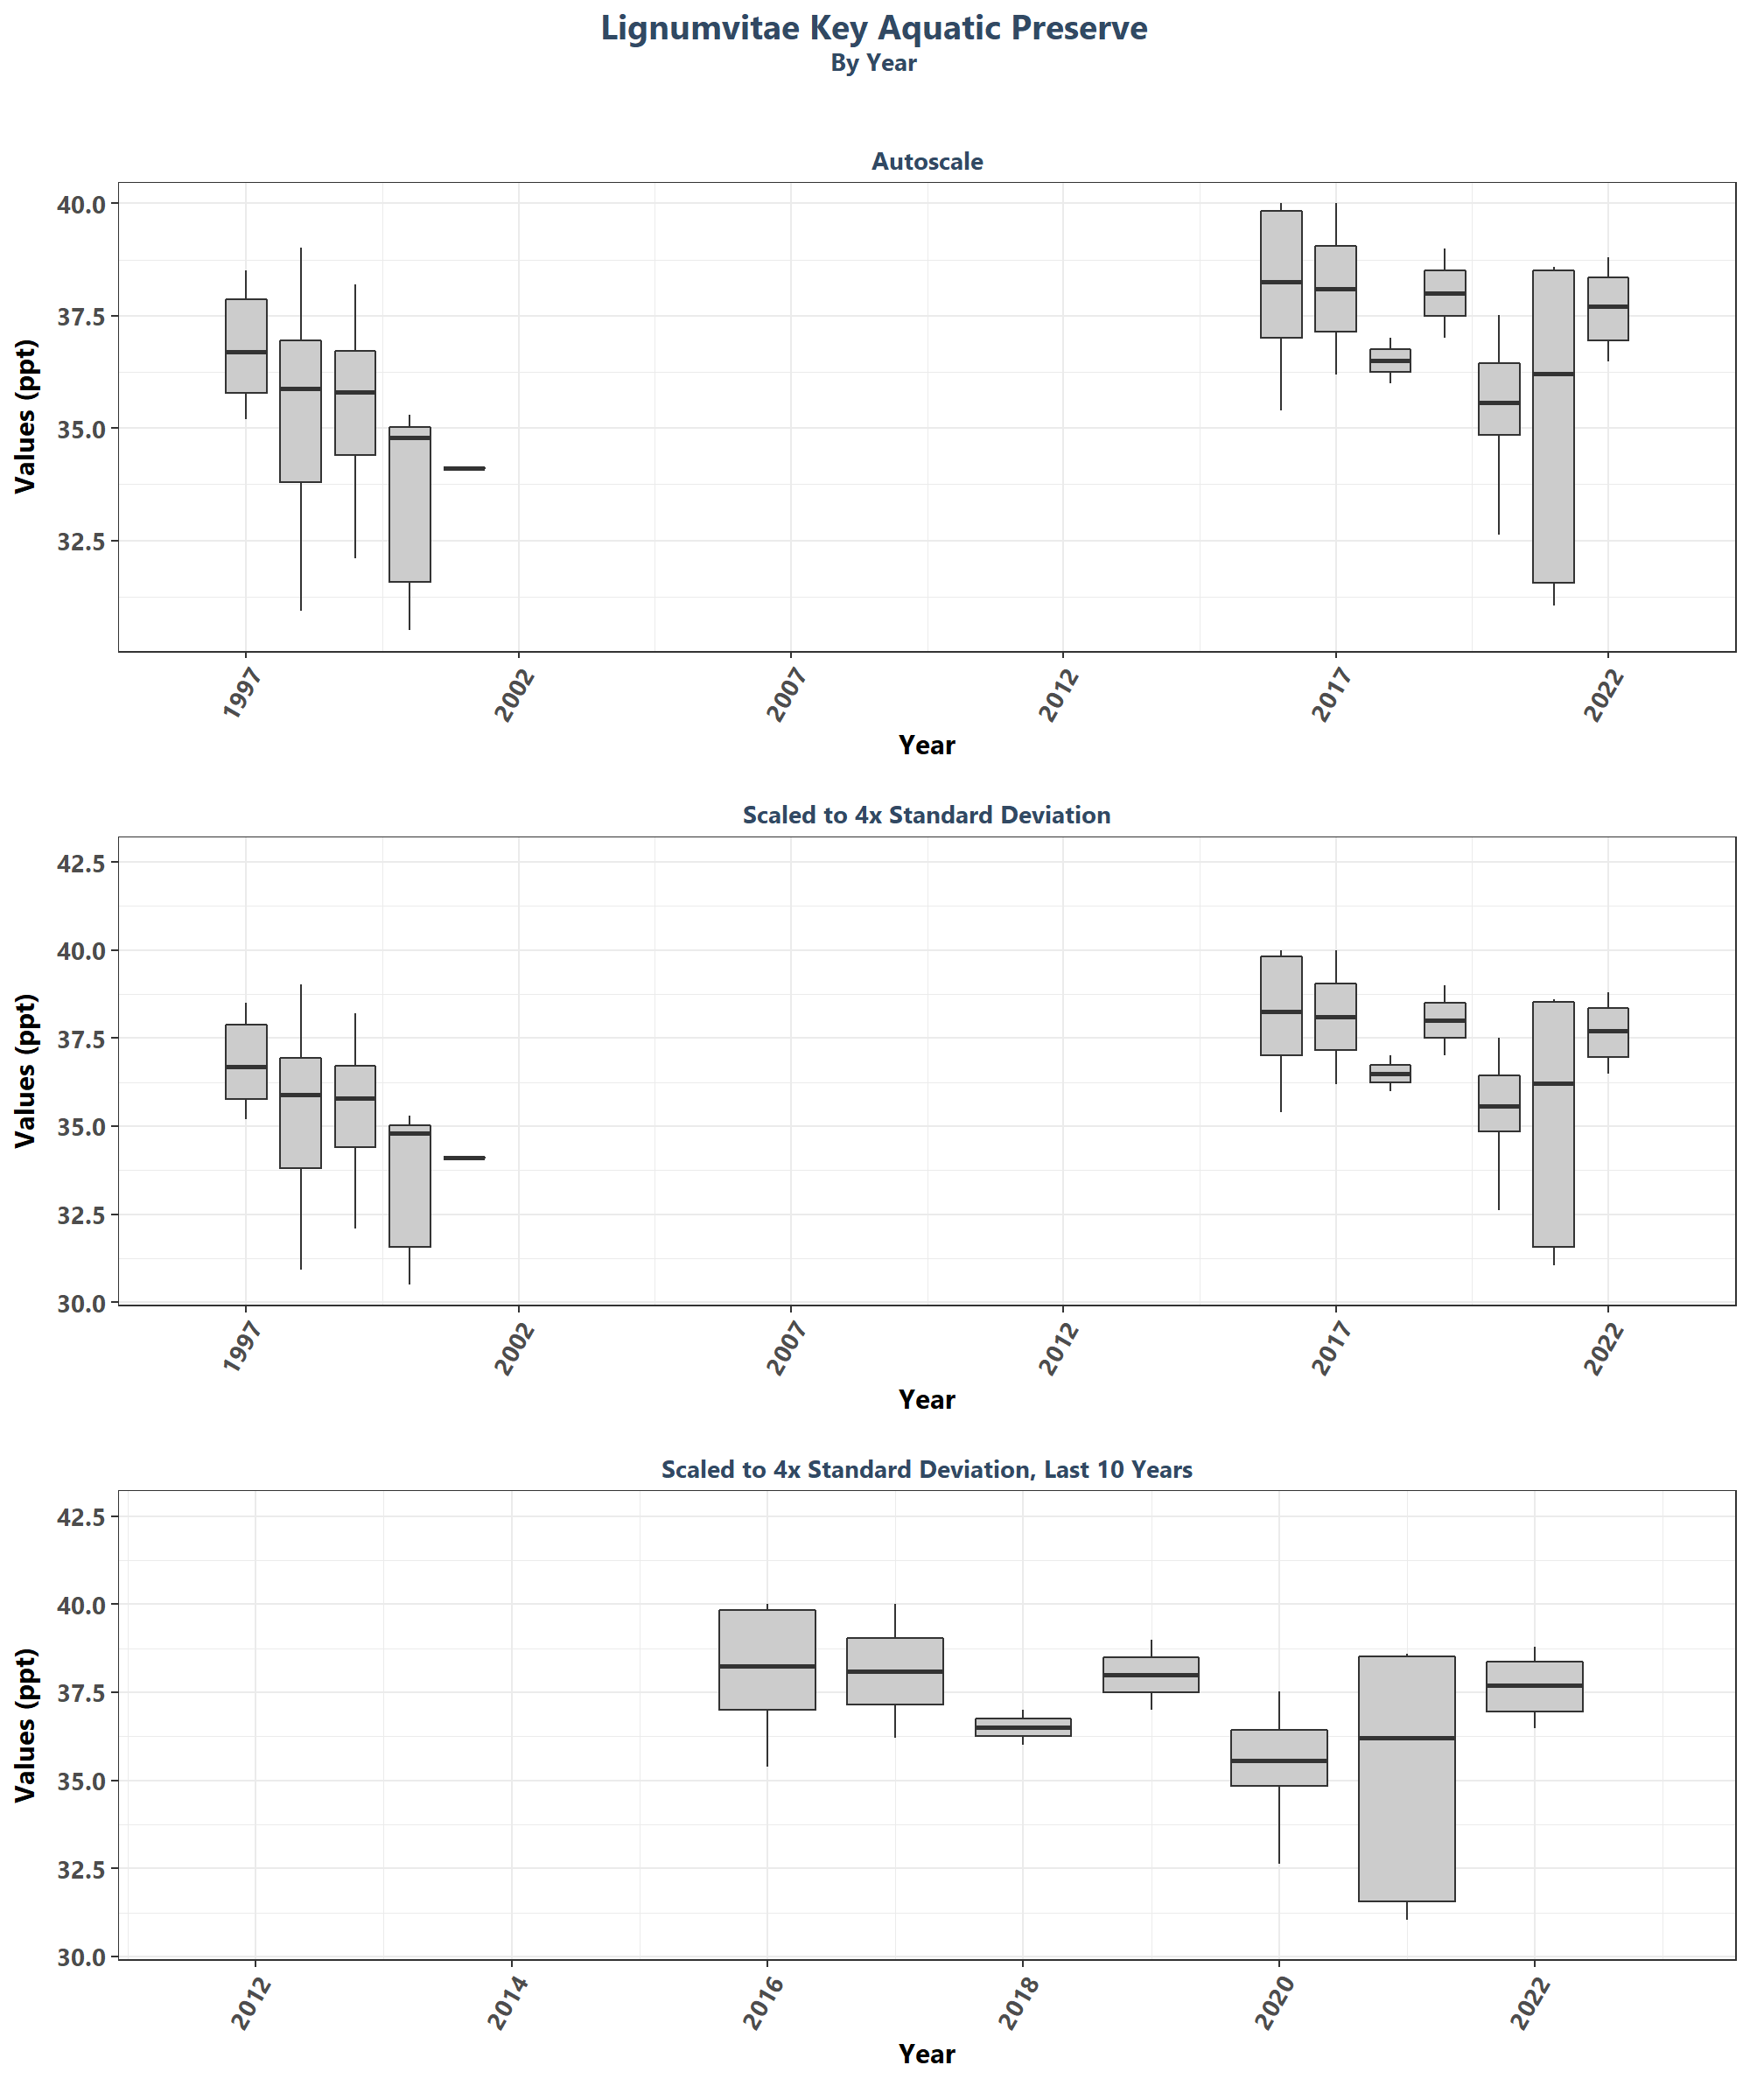 Lignumvitae Key Aquatic Preserve
By Year
Autoscale
Values (ppt)
40.0
37.5
35.0
32.5
1997 2002 2007 2012 2017 2022
Year
Scaled to 4x Standard Deviation
Values (ppt)
42.5
40.0
37.5
35.0
32.5
30.0
1997 2002 2007 2012 2017 2022
Year
Scaled to 4x Standard Deviation, Last 10 Years
Values (ppt)
42.5
40.0
37.5
35.0
32.5
30.0
2012 2014 2016 2018 2020 2022
Year